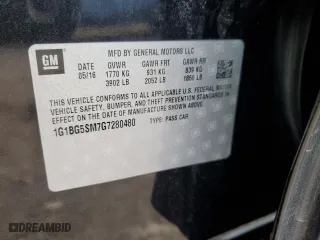 GM
MFD BY GENERAL MOTORS LLC
DATE GVWR GAWR FRT GAWR RR
05/16 1770 KG 931 KG 839 KG
3902 LB 2052 LB 1850 LB
THIS VEHICLE CONFORMS TO ALL APPLICABLE U.S. FEDERAL MOTOR
VEHICLE SAFETY, BUMPER, AND THEFT PREVENTION STANDARDS
IN EFFECT ON THE DATE OF MANUFACTURE SHOWN ABOVE.
1G1BG5SM7G7280480 TYPE: PASS CAR